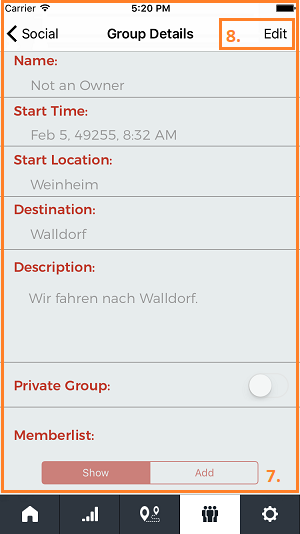 Carrier 5:20 PM
Social Group Details 8. Edit
Name:
Not an Owner
Start Time:
Feb 5, 49255, 8:32 AM
Start Location:
Weinheim
Destination:
Walldorf
Description:
Wir fahren nach Walldorf.
Private Group:
Memberlist:
Show Add 7.